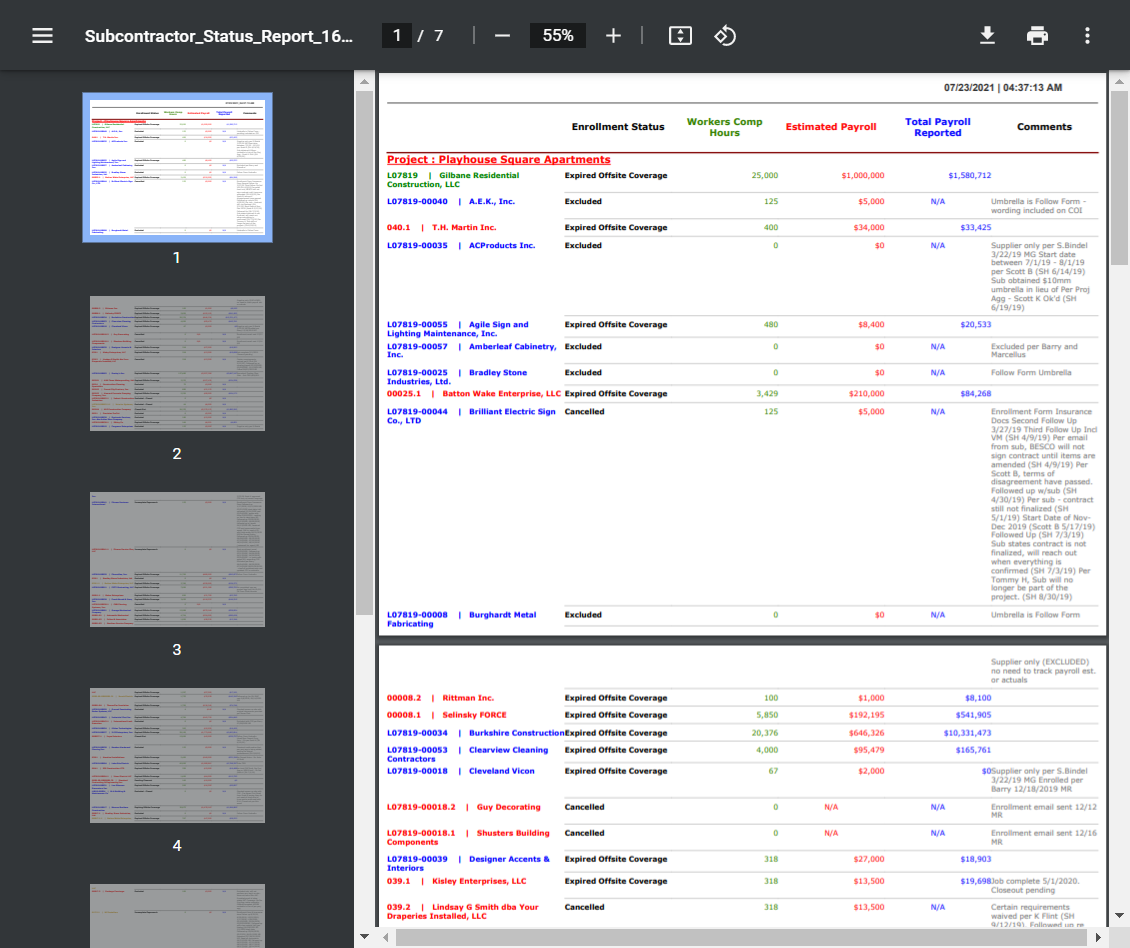 Subcontractor_Status_Report_16...
1 / 7
55%
07/23/2021 | 04:37:13 AM
Enrollment Status
Workers Comp
Hours
Estimated Payroll
Total Payroll
Reported
Comments
Project : Playhouse Square Apartments
L07819 | Gilbane Residential
Construction, LLC
Expired Offsite Coverage 25,000 $1,000,000 $1,580,712
L07819-00040 | A.E.K., Inc. Excluded 125 $5,000 N/A Umbrella is Follow Form -
wording included on COI
040.1 | T.H. Martin Inc. Expired Offsite Coverage 400 $34,000 $33,425
L07819-00035 | ACProducts Inc. Excluded 0 $0 N/A Supplier only per S.Bindel
3/22/19 MG Start date
between 7/1/19 - 8/1/19
per Scott B (SH 6/14/19)
Sub obtained $10mm
umbrella in lieu of Per Proj
Agg - Scott K Ok'd (SH
6/19/19)
L07819-00055 | Agile Sign and
Lighting Maintenance, Inc.
Expired Offsite Coverage 480 $8,400 $20,533
L07819-00057 | Amberleaf Cabinetry,
Inc.
Excluded 0 $0 N/A Excluded per Barry and
Marcellus
L07819-00025 | Bradley Stone
Industries, Ltd.
Excluded 0 $0 N/A Follow Form Umbrella
00025.1 | Batton Wake Enterprise, LLC Expired Offsite Coverage 3,429 $210,000 $84,268
L07819-00044 | Brilliant Electric Sign
Co., LTD
Cancelled 125 $5,000 N/A Enrollment Form Insurance
Docs Second Follow Up
3/27/19 Third Follow Up Incl
VM (SH 4/9/19) Per email
from sub, BESCO will not
sign contract until items are
amended (SH 4/9/19) Per
Scott B, terms of
disagreement have passed.
Followed up w/sub (SH
4/30/19) Per sub - contract
still not finalized (SH
5/1/19) Start Date of Nov-
Dec 2019 (Scott B 5/17/19)
Followed Up (SH 7/3/19)
Sub states contract is not
finalized, will reach out
when everything is
confirmed (SH 7/3/19) Per
Tommy H, Sub will no
longer be part of the
project. (SH 8/30/19)
L07819-00008 | Burghardt Metal
Fabricating
Excluded 0 $0 N/A Umbrella is Follow Form
Supplier only (EXCLUDED)
no need to track payroll est.
or actuals
00008.2 | Rittman Inc. Expired Offsite Coverage 100 $1,000 $8,100
00008.1 | Selinsky FORCE Expired Offsite Coverage 5,850 $192,195 $541,905
L07819-00034 | Burkshire Construction Expired Offsite Coverage 20,376 $646,326 $10,331,473
L07819-00053 | Clearview Cleaning
Contractors
Expired Offsite Coverage 4,000 $95,479 $165,761
L07819-00018 | Cleveland Vicon Expired Offsite Coverage 67 $2,000 $0 Supplier only per S.Bindel
3/22/19 MG Enrolled per
Barry 12/18/2019 MR
L07819-00018.2 | Guy Decorating Cancelled 0 N/A N/A Enrollment email sent 12/12
MR
L07819-00018.1 | Shusters Building
Components
Cancelled 0 N/A N/A Enrollment email sent 12/16
MR
L07819-00039 | Designer Accents &
Interiors
Expired Offsite Coverage 318 $27,000 $18,903
039.1 | Kisley Enterprises, LLC Expired Offsite Coverage 318 $13,500 $19,698 Job complete 5/1/2020.
Closeout pending
039.2 | Lindsay G Smith dba Your
Draperies Installed, LLC
Cancelled 318 $13,500 N/A Certain requirements
waived per K Flint (SH
9/12/19). Followed up re
1
2
3
4